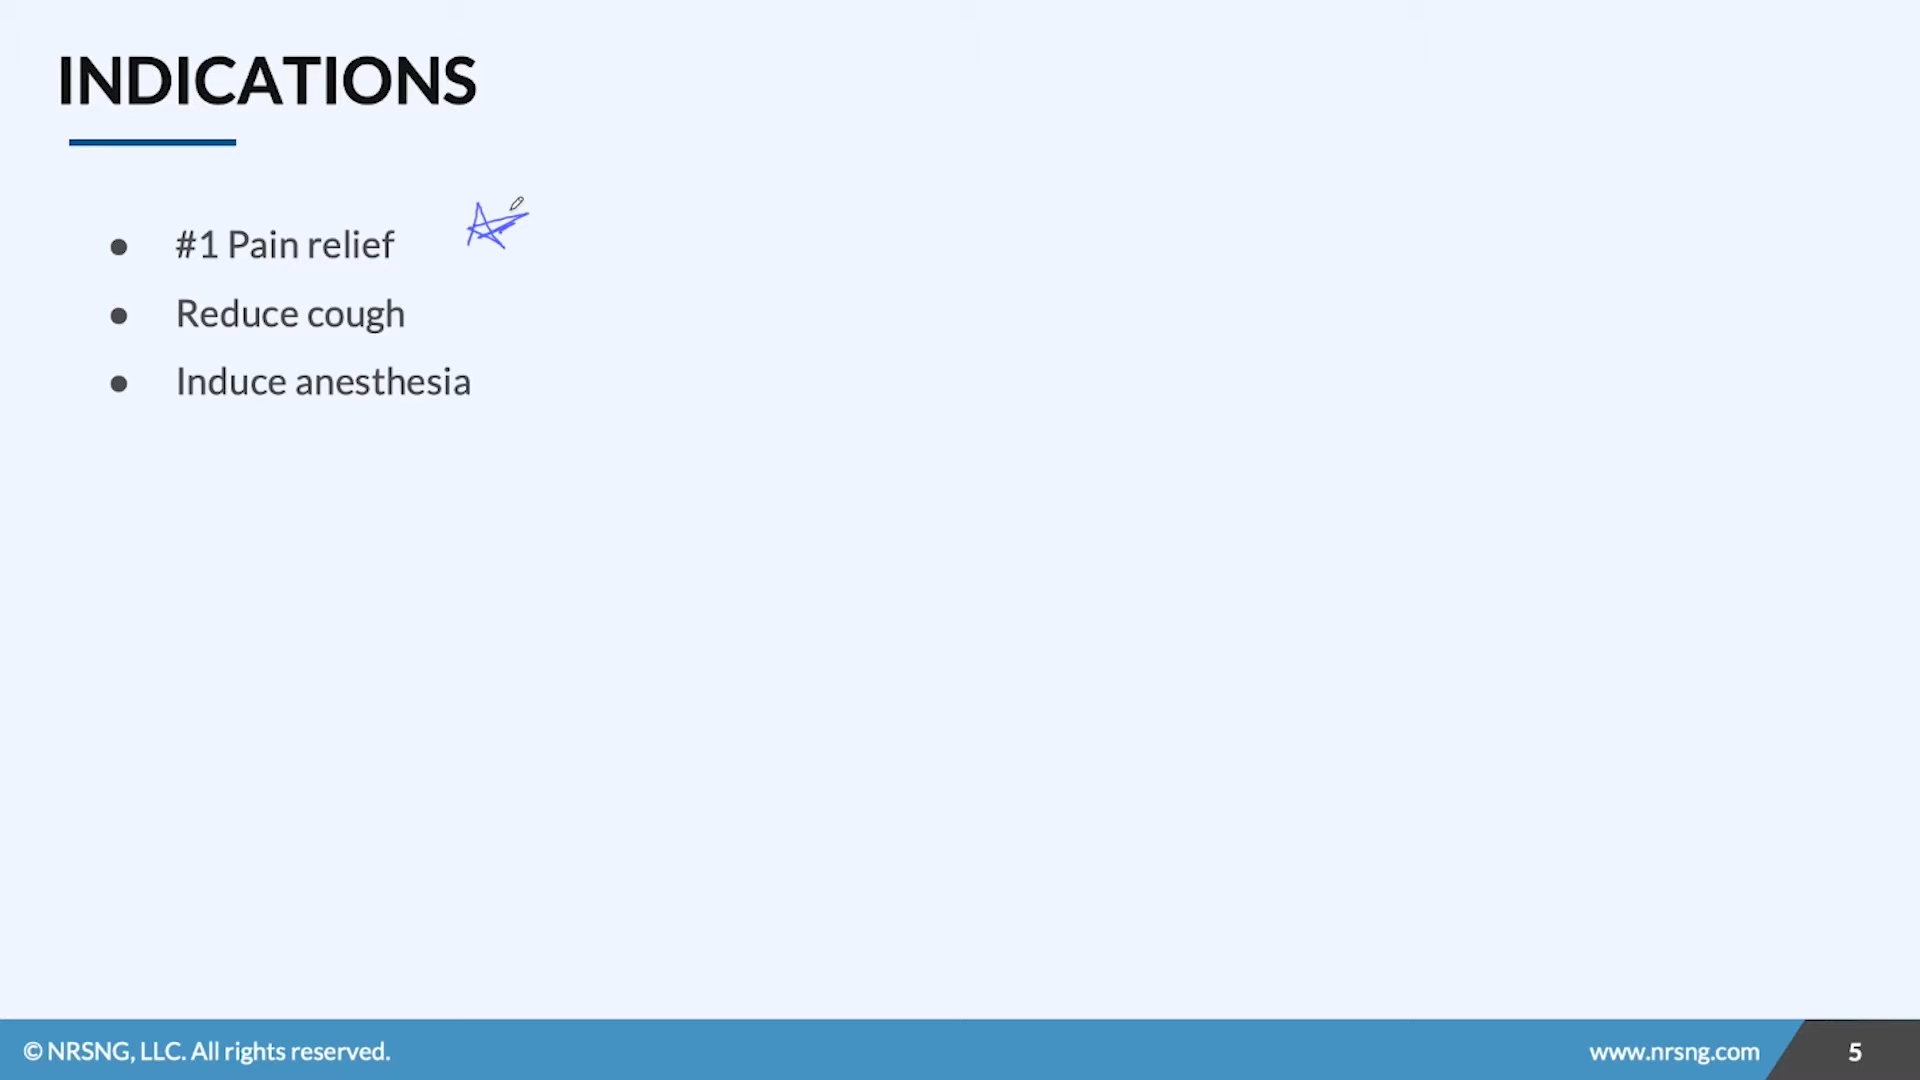 INDICATIONS
● #1 Pain relief
● Reduce cough
● Induce anesthesia
© NRSNG, LLC. All rights reserved.
www.nrsng.com
5